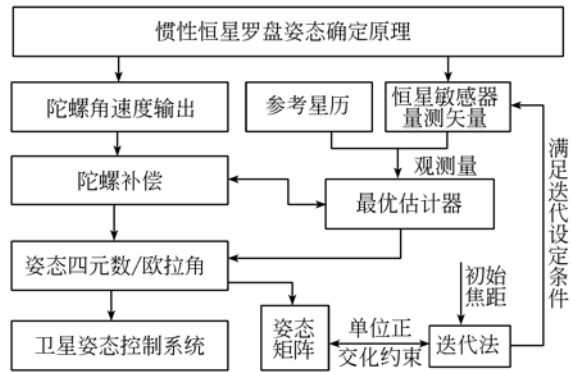 惯性恒星罗盘姿态确定原理
陀螺角速度输出
参考星历
恒星敏感器
量测矢量
观测量
满足迭代设定条件
陀螺补偿
最优估计器
姿态四元数/欧拉角
初始
焦距
卫星姿态控制系统
姿态
矩阵
单位正
交化约束
迭代法